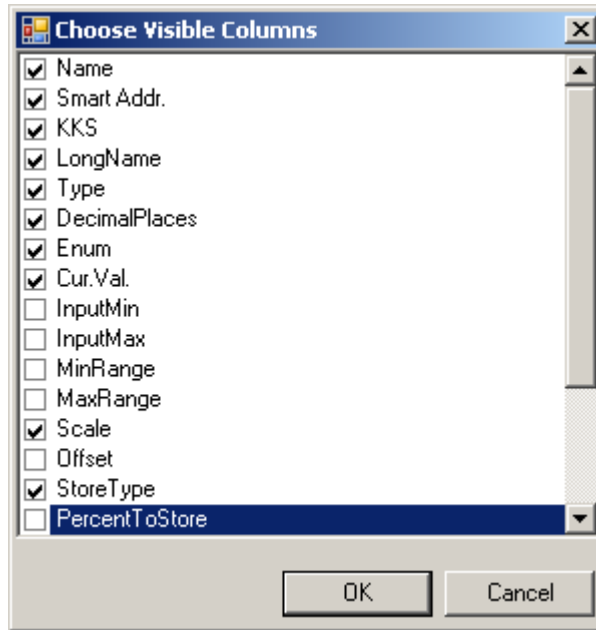 Choose Visible Columns
Name
Smart Addr.
KKS
LongName
Type
DecimalPlaces
Enum
Cur.Val.
InputMin
InputMax
MinRange
MaxRange
Scale
Offset
StoreType
PercentToStore
OK Cancel